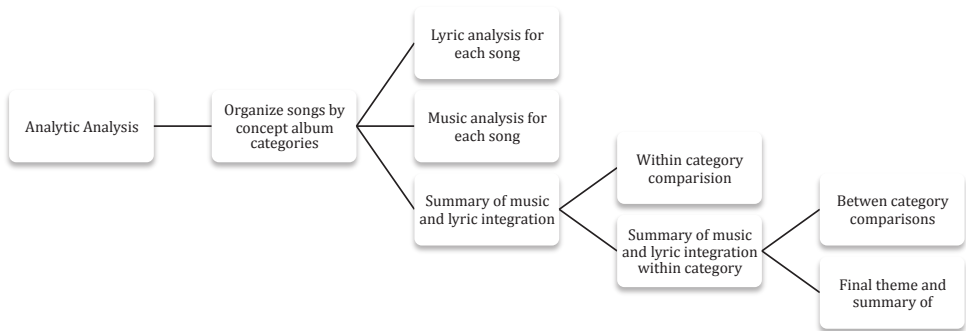 Analytic Analysis
Organize songs by
concept album
categories
Lyric analysis for
each song
Music analysis for
each song
Summary of music
and lyric integration
Within category
comparision
Summary of music
and lyric integration
within category
Betwen category
comparisons
Final theme and
summary of